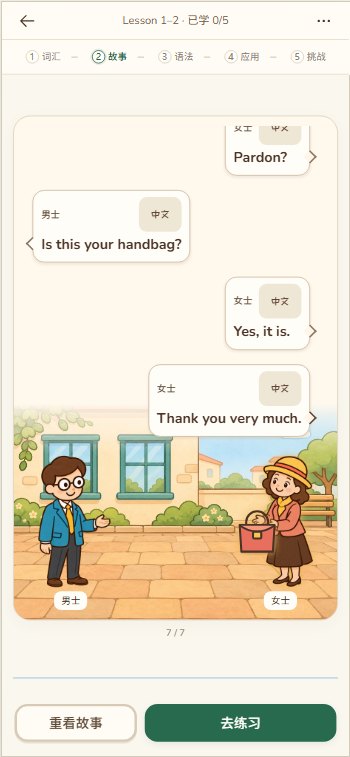 Lesson 1–2 · 已学 0/5
1 词汇 – 2 故事 – 3 语法 – 4 应用 – 5 挑战
女士 中文
Pardon?
男士 中文
Is this your handbag?
女士 中文
Yes, it is.
女士 中文
Thank you very much.
男士 女士
7 / 7
重看故事 去练习